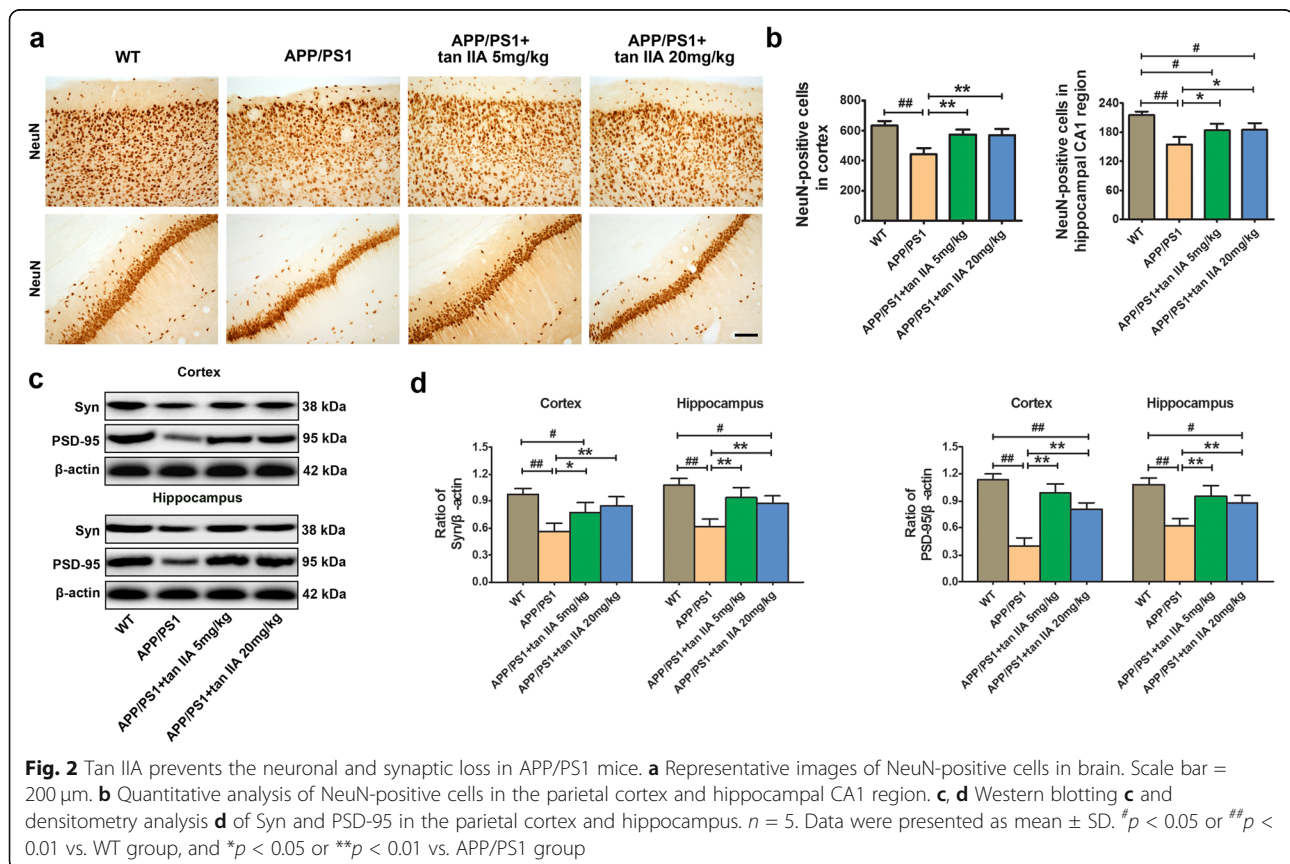 a
WT
APP/PS1
APP/PS1+
tan IIA 5mg/kg
APP/PS1+
tan IIA 20mg/kg
NeuN
NeuN
b
NeuN-positive cells
in cortex
800
600
400
200
0
##
**
**
WT
APP/PS1
APP/PS1+tan IIA 5mg/kg
APP/PS1+tan IIA 20mg/kg
NeuN-positive cells in
hippocampal CA1 region
240
180
120
60
0
#
#
##
*
*
WT
APP/PS1
APP/PS1+tan IIA 5mg/kg
APP/PS1+tan IIA 20mg/kg
c
Cortex
Syn
38 kDa
PSD-95
95 kDa
β-actin
42 kDa
Hippocampus
Syn
38 kDa
PSD-95
95 kDa
β-actin
42 kDa
WT
APP/PS1
APP/PS1+tan IIA 5mg/kg
APP/PS1+tan IIA 20mg/kg
d
Cortex
Hippocampus
Ratio of
Syn/β -actin
1.5
1.2
0.9
0.6
0.3
0.0
#
**
##
*
#
**
##
**
WT
APP/PS1
APP/PS1+tan IIA 5mg/kg
APP/PS1+tan IIA 20mg/kg
WT
APP/PS1
APP/PS1+tan IIA 5mg/kg
APP/PS1+tan IIA 20mg/kg
Cortex
Hippocampus
Ratio of
PSD-95/β -actin
1.5
1.2
0.9
0.6
0.3
0.0
##
**
##
**
#
**
##
**
WT
APP/PS1
APP/PS1+tan IIA 5mg/kg
APP/PS1+tan IIA 20mg/kg
WT
APP/PS1
APP/PS1+tan IIA 5mg/kg
APP/PS1+tan IIA 20mg/kg
Fig. 2 Tan IIA prevents the neuronal and synaptic loss in APP/PS1 mice. a Representative images of NeuN-positive cells in brain. Scale bar =
200 μm. b Quantitative analysis of NeuN-positive cells in the parietal cortex and hippocampal CA1 region. c, d Western blotting c and
densitometry analysis d of Syn and PSD-95 in the parietal cortex and hippocampus. n = 5. Data were presented as mean ± SD. #p < 0.05 or ##p <
0.01 vs. WT group, and *p < 0.05 or **p < 0.01 vs. APP/PS1 group